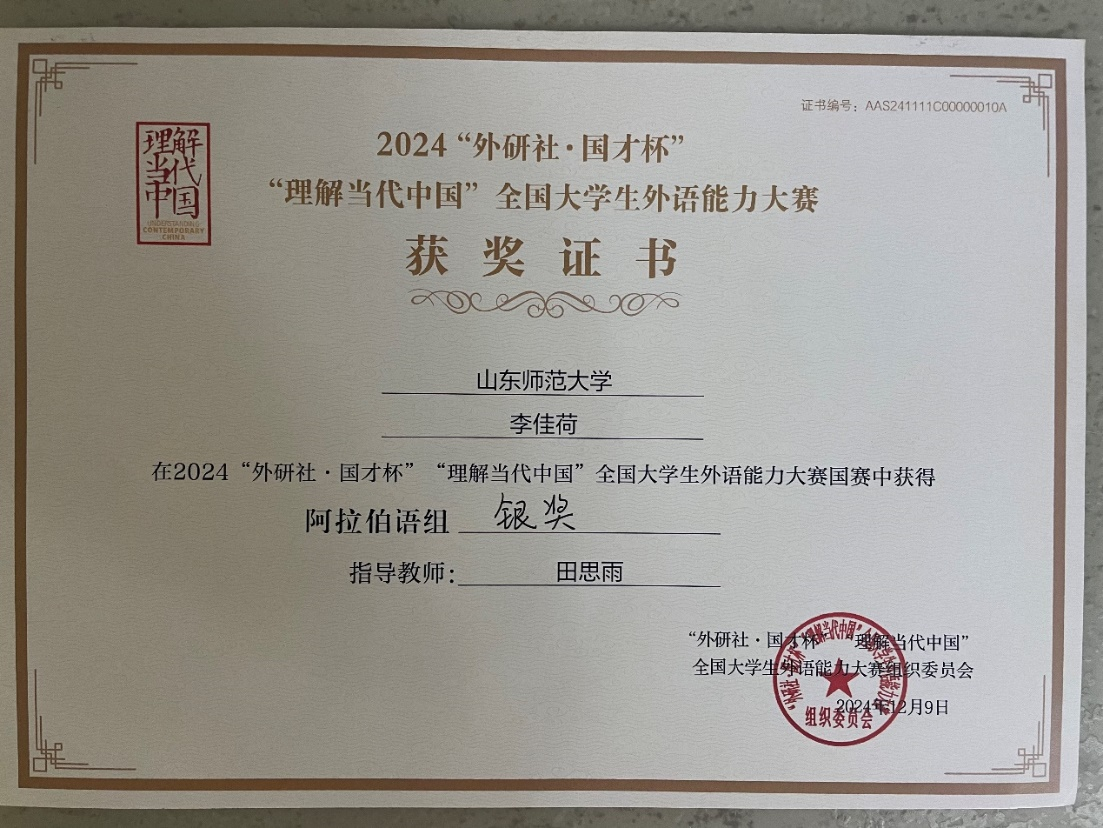 证书编号：AAS241111C00000010A
理解
当代
中国
UNDERSTANDING
CONTEMPORARY
CHINA
2024“外研社·国才杯”
“理解当代中国”全国大学生外语能力大赛
获奖证书
山东师范大学
李佳荷
在2024“外研社·国才杯”“理解当代中国”全国大学生外语能力大赛国赛中获得
阿拉伯语组 银奖
指导教师：田思雨
“外研社·国才杯”“理解当代中国”
全国大学生外语能力大赛组织委员会
2024年12月9日
组织委员会